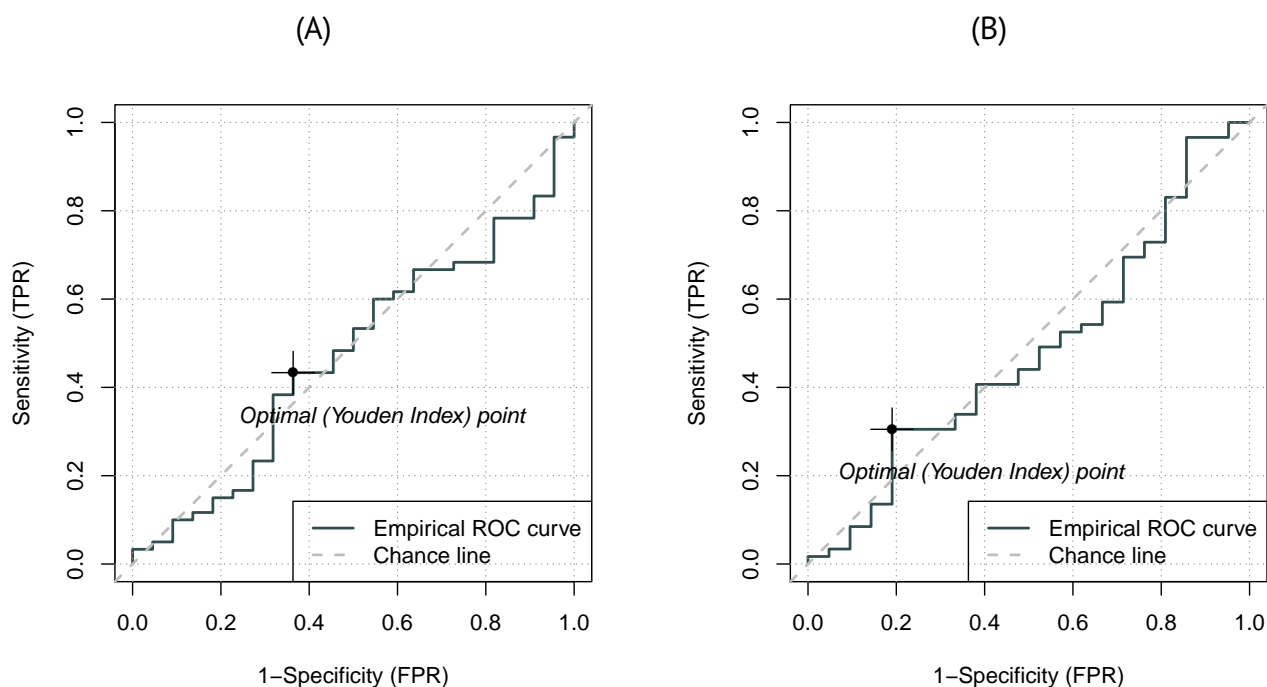 (A)
Sensitivity (TPR)
1.0
0.8
0.6
0.4
0.2
0.0
Optimal (Youden Index) point
Empirical ROC curve
Chance line
0.0 0.2 0.4 0.6 0.8 1.0
1−Specificity (FPR)
(B)
Sensitivity (TPR)
1.0
0.8
0.6
0.4
0.2
0.0
Optimal (Youden Index) point
Empirical ROC curve
Chance line
0.0 0.2 0.4 0.6 0.8 1.0
1−Specificity (FPR)